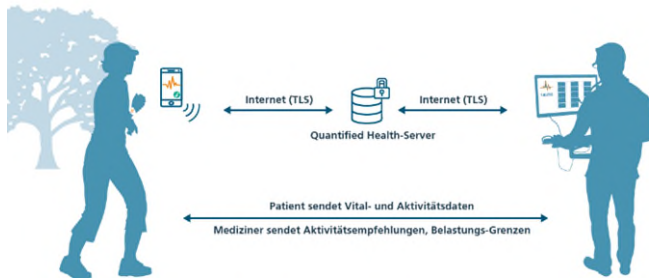 Internet (TLS)
Internet (TLS)
Quantified Health-Server
Patient sendet Vital- und Aktivitätsdaten
Mediziner sendet Aktivitätsempfehlungen, Belastungs-Grenzen